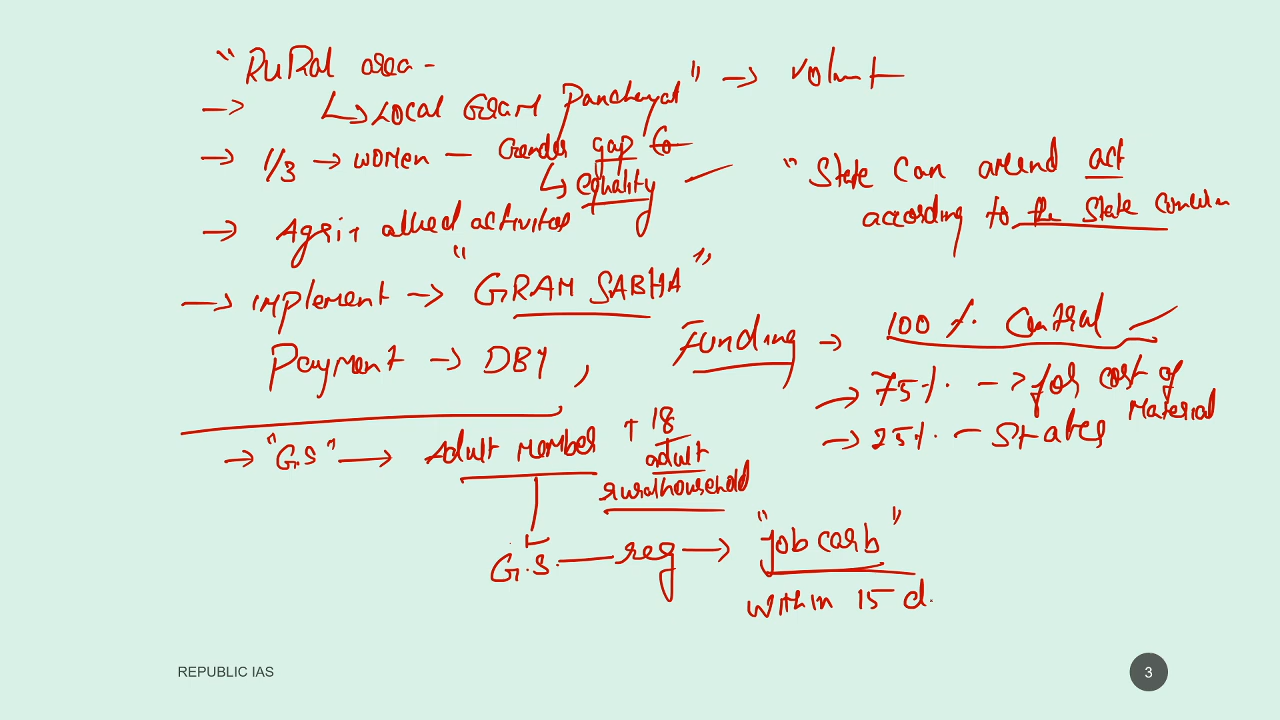 "RURal area -
→ ↳ Local Gram Panchayat" → volunt
→ 1/3 → women - Gender gap to
↳ equality
→ Agri, allied activities
→ implement → "GRAM SABHA"
Payment → DBT,
"State can amend act
according to the State
Funding → 100 % Central
→ 75% → for cost of Material
→ 25% - States
→ "G.S" → Adult Member ↑ 18
adult
rural household
G.S. — reg → "job carb"
within 15 d.
REPUBLIC IAS
3